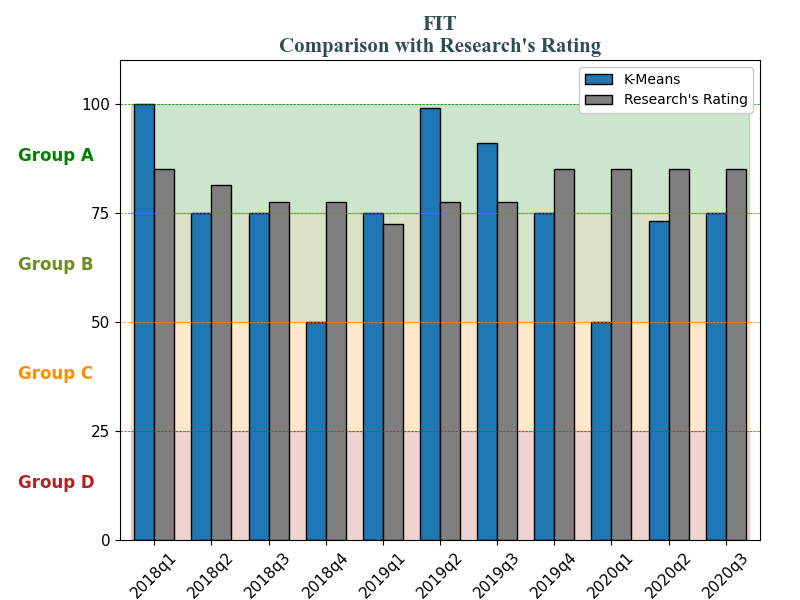 FIT
Comparison with Research's Rating
K-Means
Research's Rating
100
Group A
75
Group B
50
Group C
25
Group D
0
2018q1 2018q2 2018q3 2018q4 2019q1 2019q2 2019q3 2019q4 2020q1 2020q2 2020q3